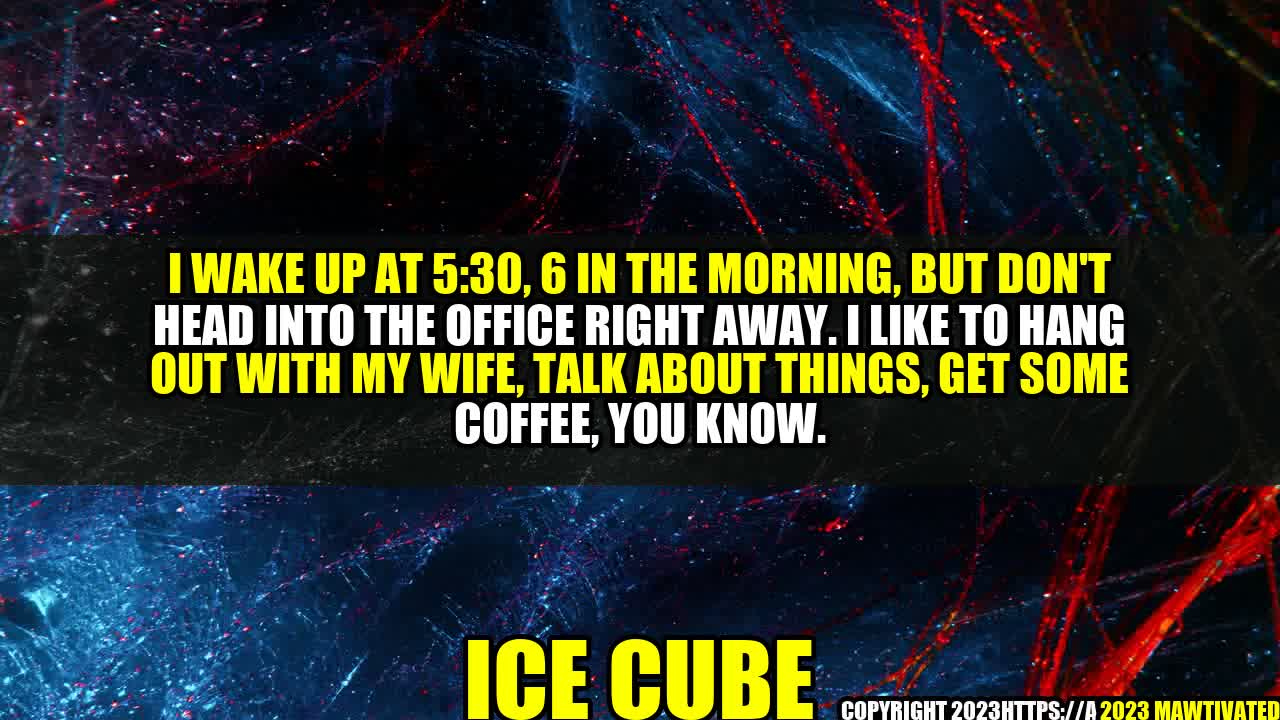 I WAKE UP AT 5:30, 6 IN THE MORNING, BUT DON'T
HEAD INTO THE OFFICE RIGHT AWAY. I LIKE TO HANG
OUT WITH MY WIFE, TALK ABOUT THINGS, GET SOME
COFFEE, YOU KNOW.
ICE CUBE
COPYRIGHT 2023HTTPS://A 2023 MAWTIVATED